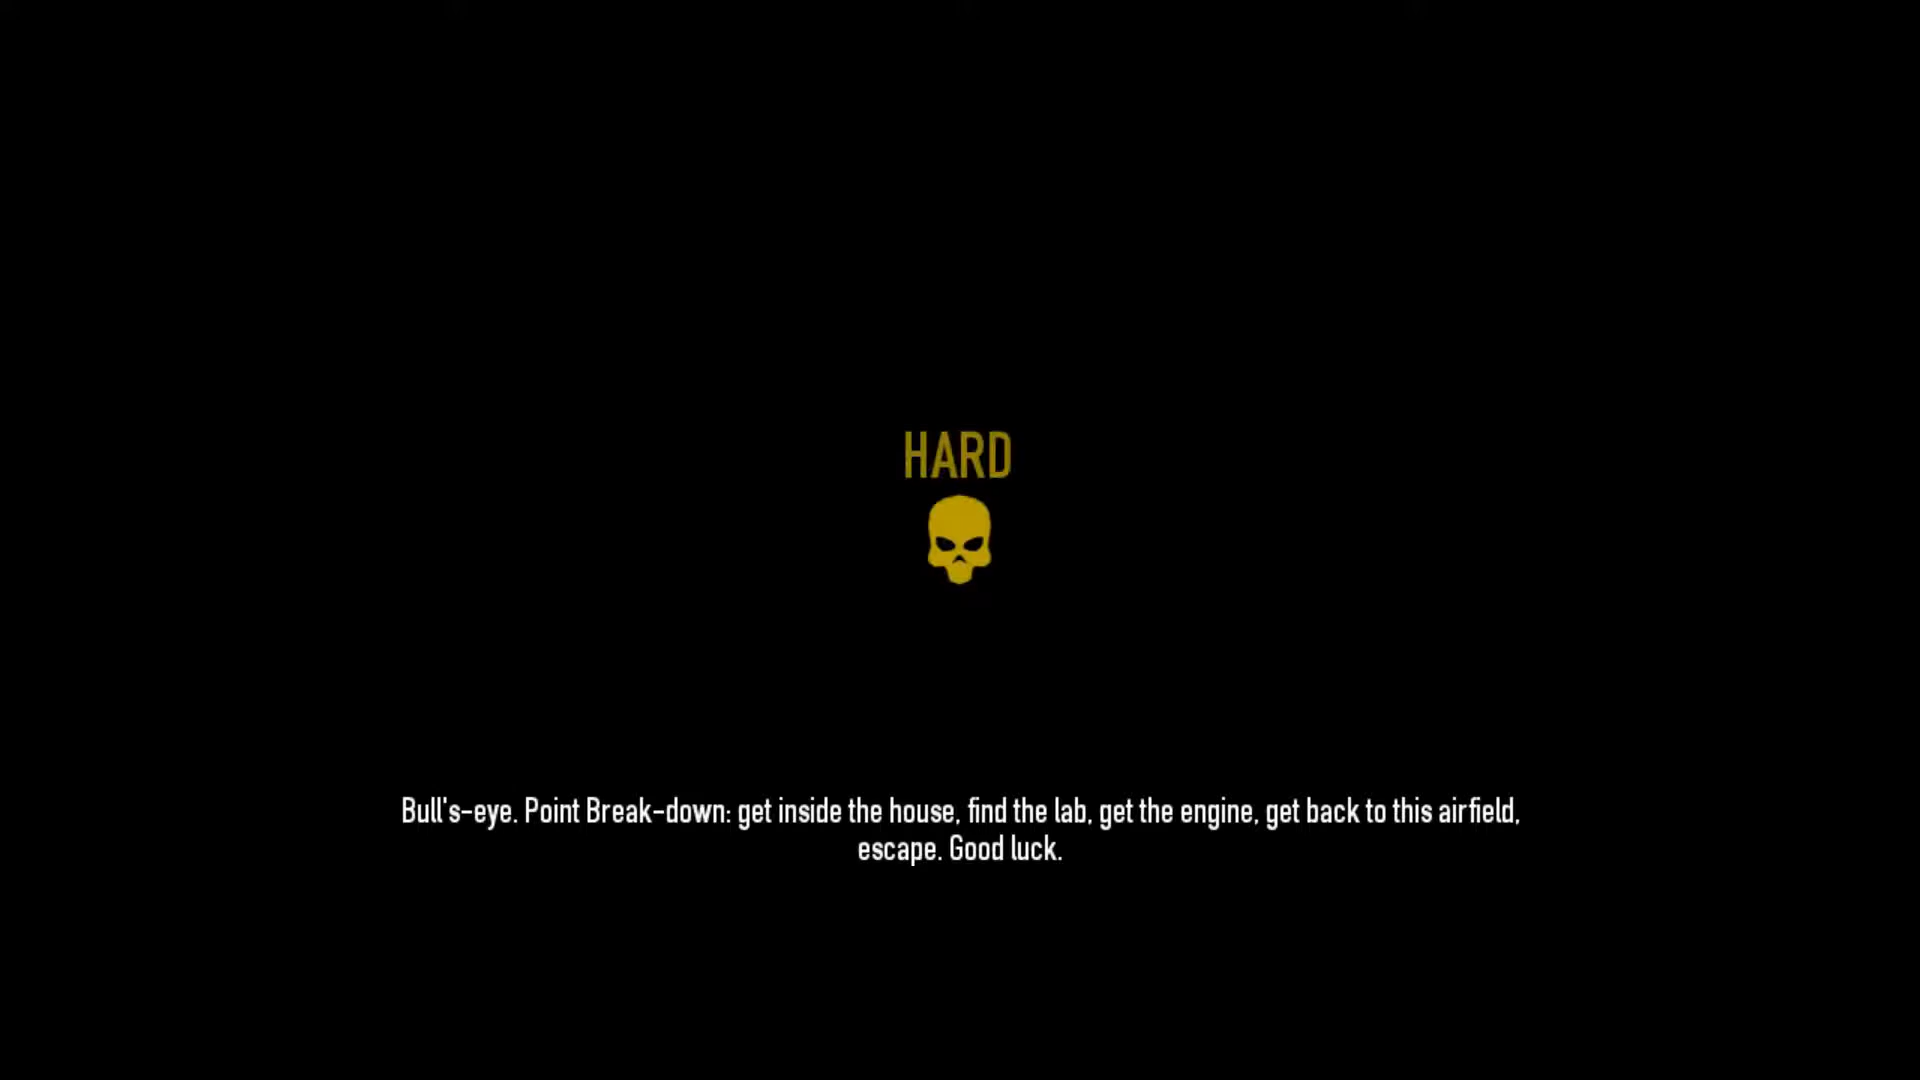 HARD
Bull's-eye. Point Break-down: get inside the house, find the lab, get the engine, get back to this airfield,
escape. Good luck.